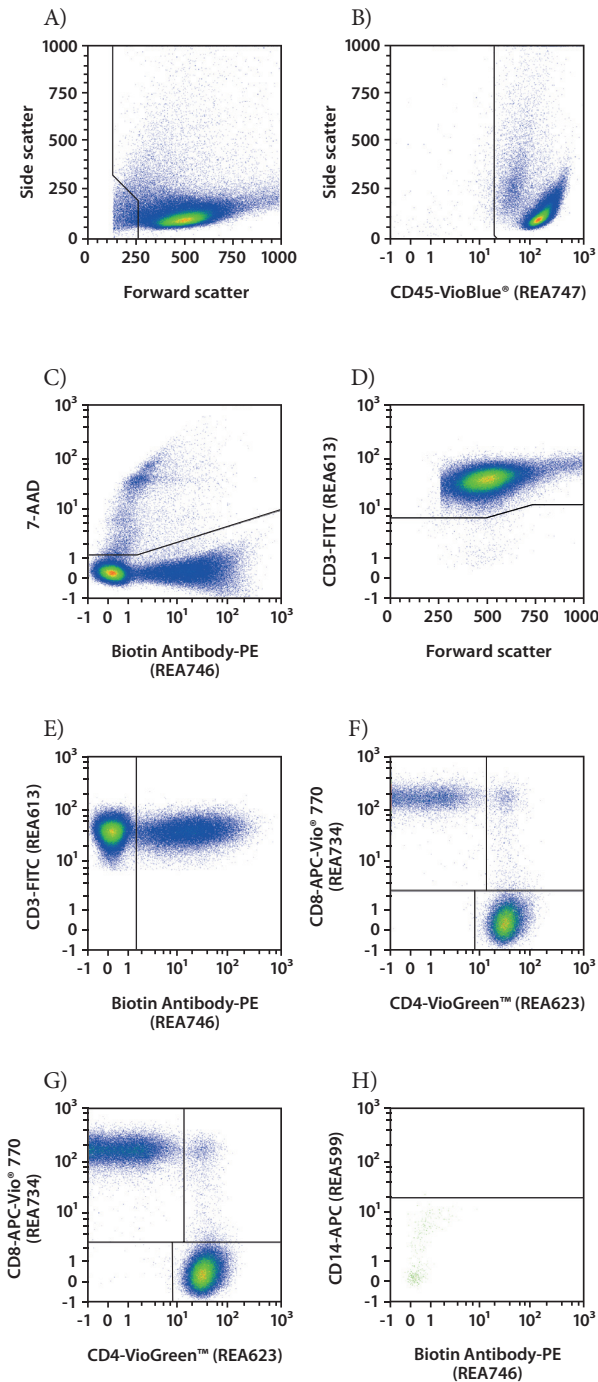 A)
1000
750
500
250
0
Side scatter
0 250 500 750 1000
Forward scatter
B)
1000
750
500
250
0
Side scatter
-1 0 1 10¹ 10² 10³
CD45-VioBlue® (REA747)
C)
10³
10²
10¹
1
0
-1
7-AAD
-1 0 1 10¹ 10² 10³
Biotin Antibody-PE
(REA746)
D)
10³
10²
10¹
1
0
-1
CD3-FITC (REA613)
0 250 500 750 1000
Forward scatter
E)
10³
10²
10¹
1
0
-1
CD3-FITC (REA613)
-1 0 1 10¹ 10² 10³
Biotin Antibody-PE
(REA746)
F)
10³
10²
10¹
1
0
-1
CD8-APC-Vio® 770
(REA734)
-1 0 1 10¹ 10² 10³
CD4-VioGreen™ (REA623)
G)
10³
10²
10¹
1
0
-1
CD8-APC-Vio® 770
(REA734)
-1 0 1 10¹ 10² 10³
CD4-VioGreen™ (REA623)
H)
10³
10²
10¹
1
0
-1
CD14-APC (REA599)
-1 0 1 10¹ 10² 10³
Biotin Antibody-PE
(REA746)